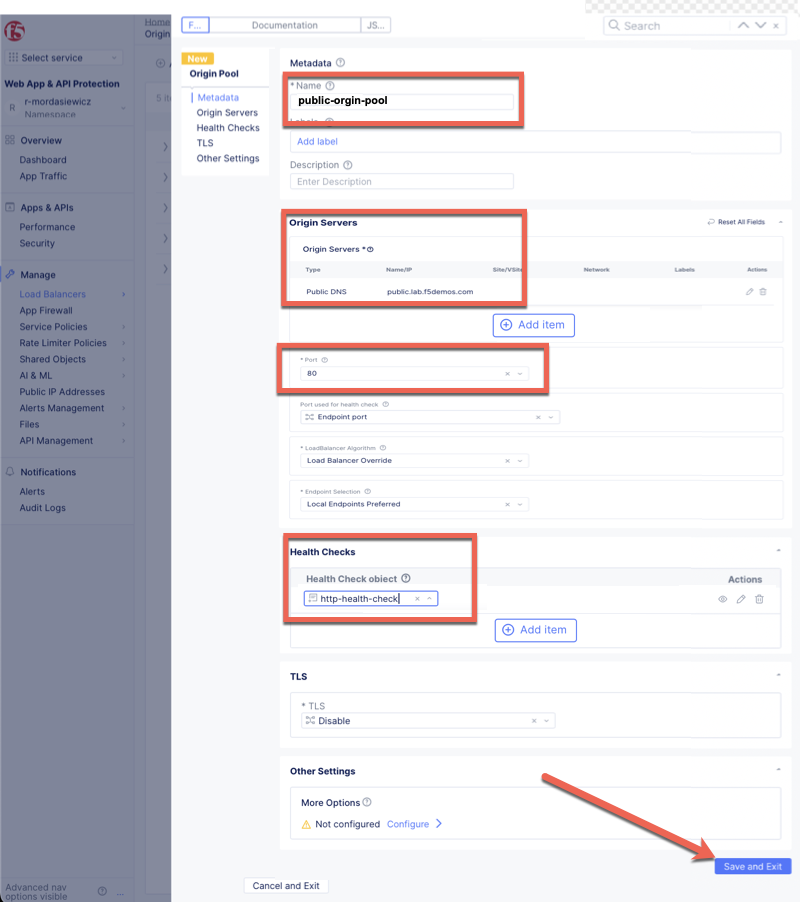 F...
Documentation
JS...
Search
Home
Origin
Select service
Web App & API Protection
R
r-mordasiewicz
Namespace
5 ite
Overview
Dashboard
App Traffic
Apps & APIs
Performance
Security
Manage
Load Balancers
App Firewall
Service Policies
Rate Limiter Policies
Shared Objects
AI & ML
Public IP Addresses
Alerts Management
Files
API Management
Notifications
Alerts
Audit Logs
Advanced nav
options visible
...
New
Origin Pool
Metadata
Origin Servers
Health Checks
TLS
Other Settings
Metadata
* Name
public-orgin-pool
Labels
Add label
Description
Enter Description
Origin Servers
Reset All Fields
Origin Servers *
Type Name/IP Site/VSite Network Labels Actions
Public DNS public.lab.f5demos.com
Add item
* Port
80
Port used for health check
Endpoint port
* LoadBalancer Algorithm
Load Balancer Override
* Endpoint Selection
Local Endpoints Preferred
Health Checks
Health Check object Actions
http-health-check
Add item
TLS
* TLS
Disable
Other Settings
More Options
Not configured Configure
Save and Exit
Cancel and Exit